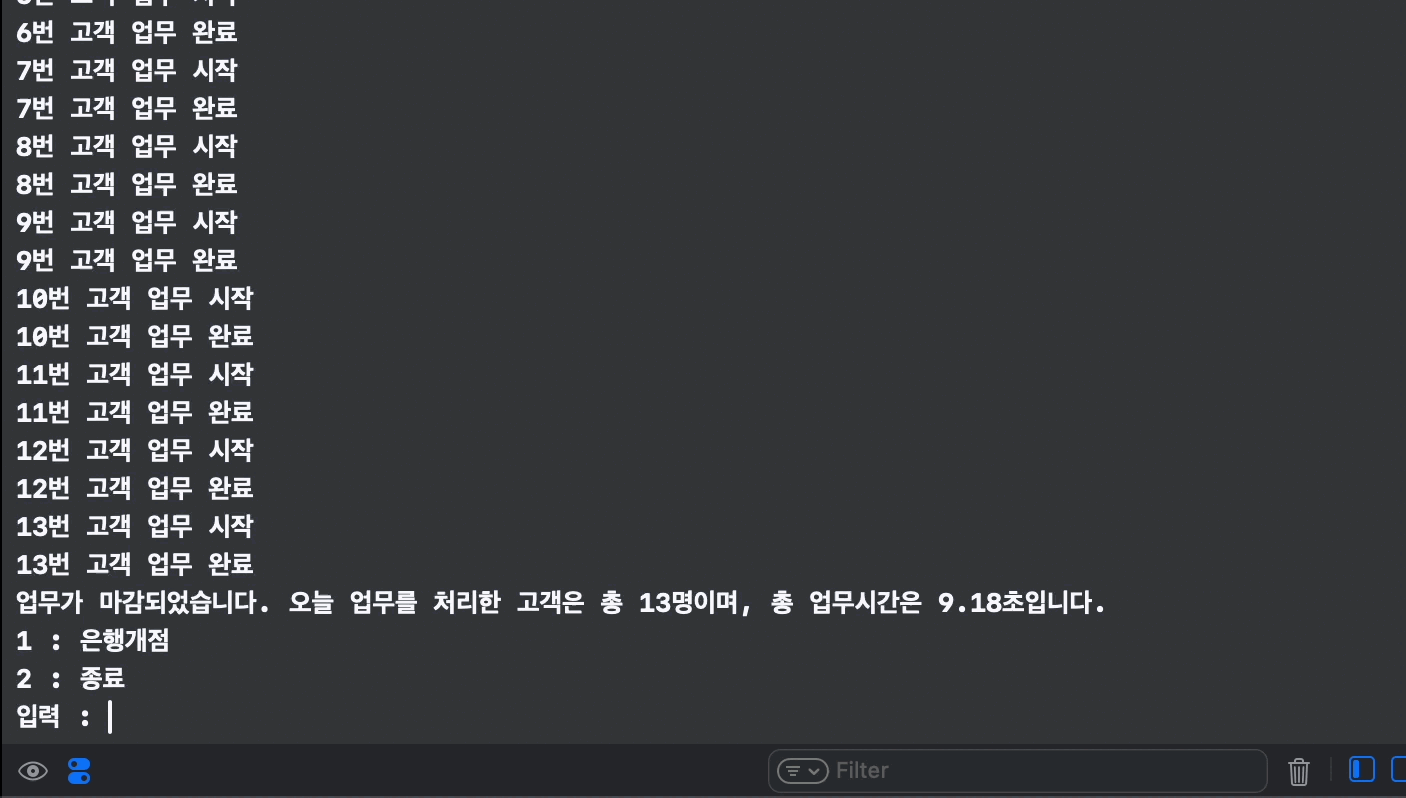 6번 고객 업무 완료
7번 고객 업무 시작
7번 고객 업무 완료
8번 고객 업무 시작
8번 고객 업무 완료
9번 고객 업무 시작
9번 고객 업무 완료
10번 고객 업무 시작
10번 고객 업무 완료
11번 고객 업무 시작
11번 고객 업무 완료
12번 고객 업무 시작
12번 고객 업무 완료
13번 고객 업무 시작
13번 고객 업무 완료
업무가 마감되었습니다. 오늘 업무를 처리한 고객은 총 13명이며, 총 업무시간은 9.18초입니다.
1 : 은행개점
2 : 종료
입력 :
Filter